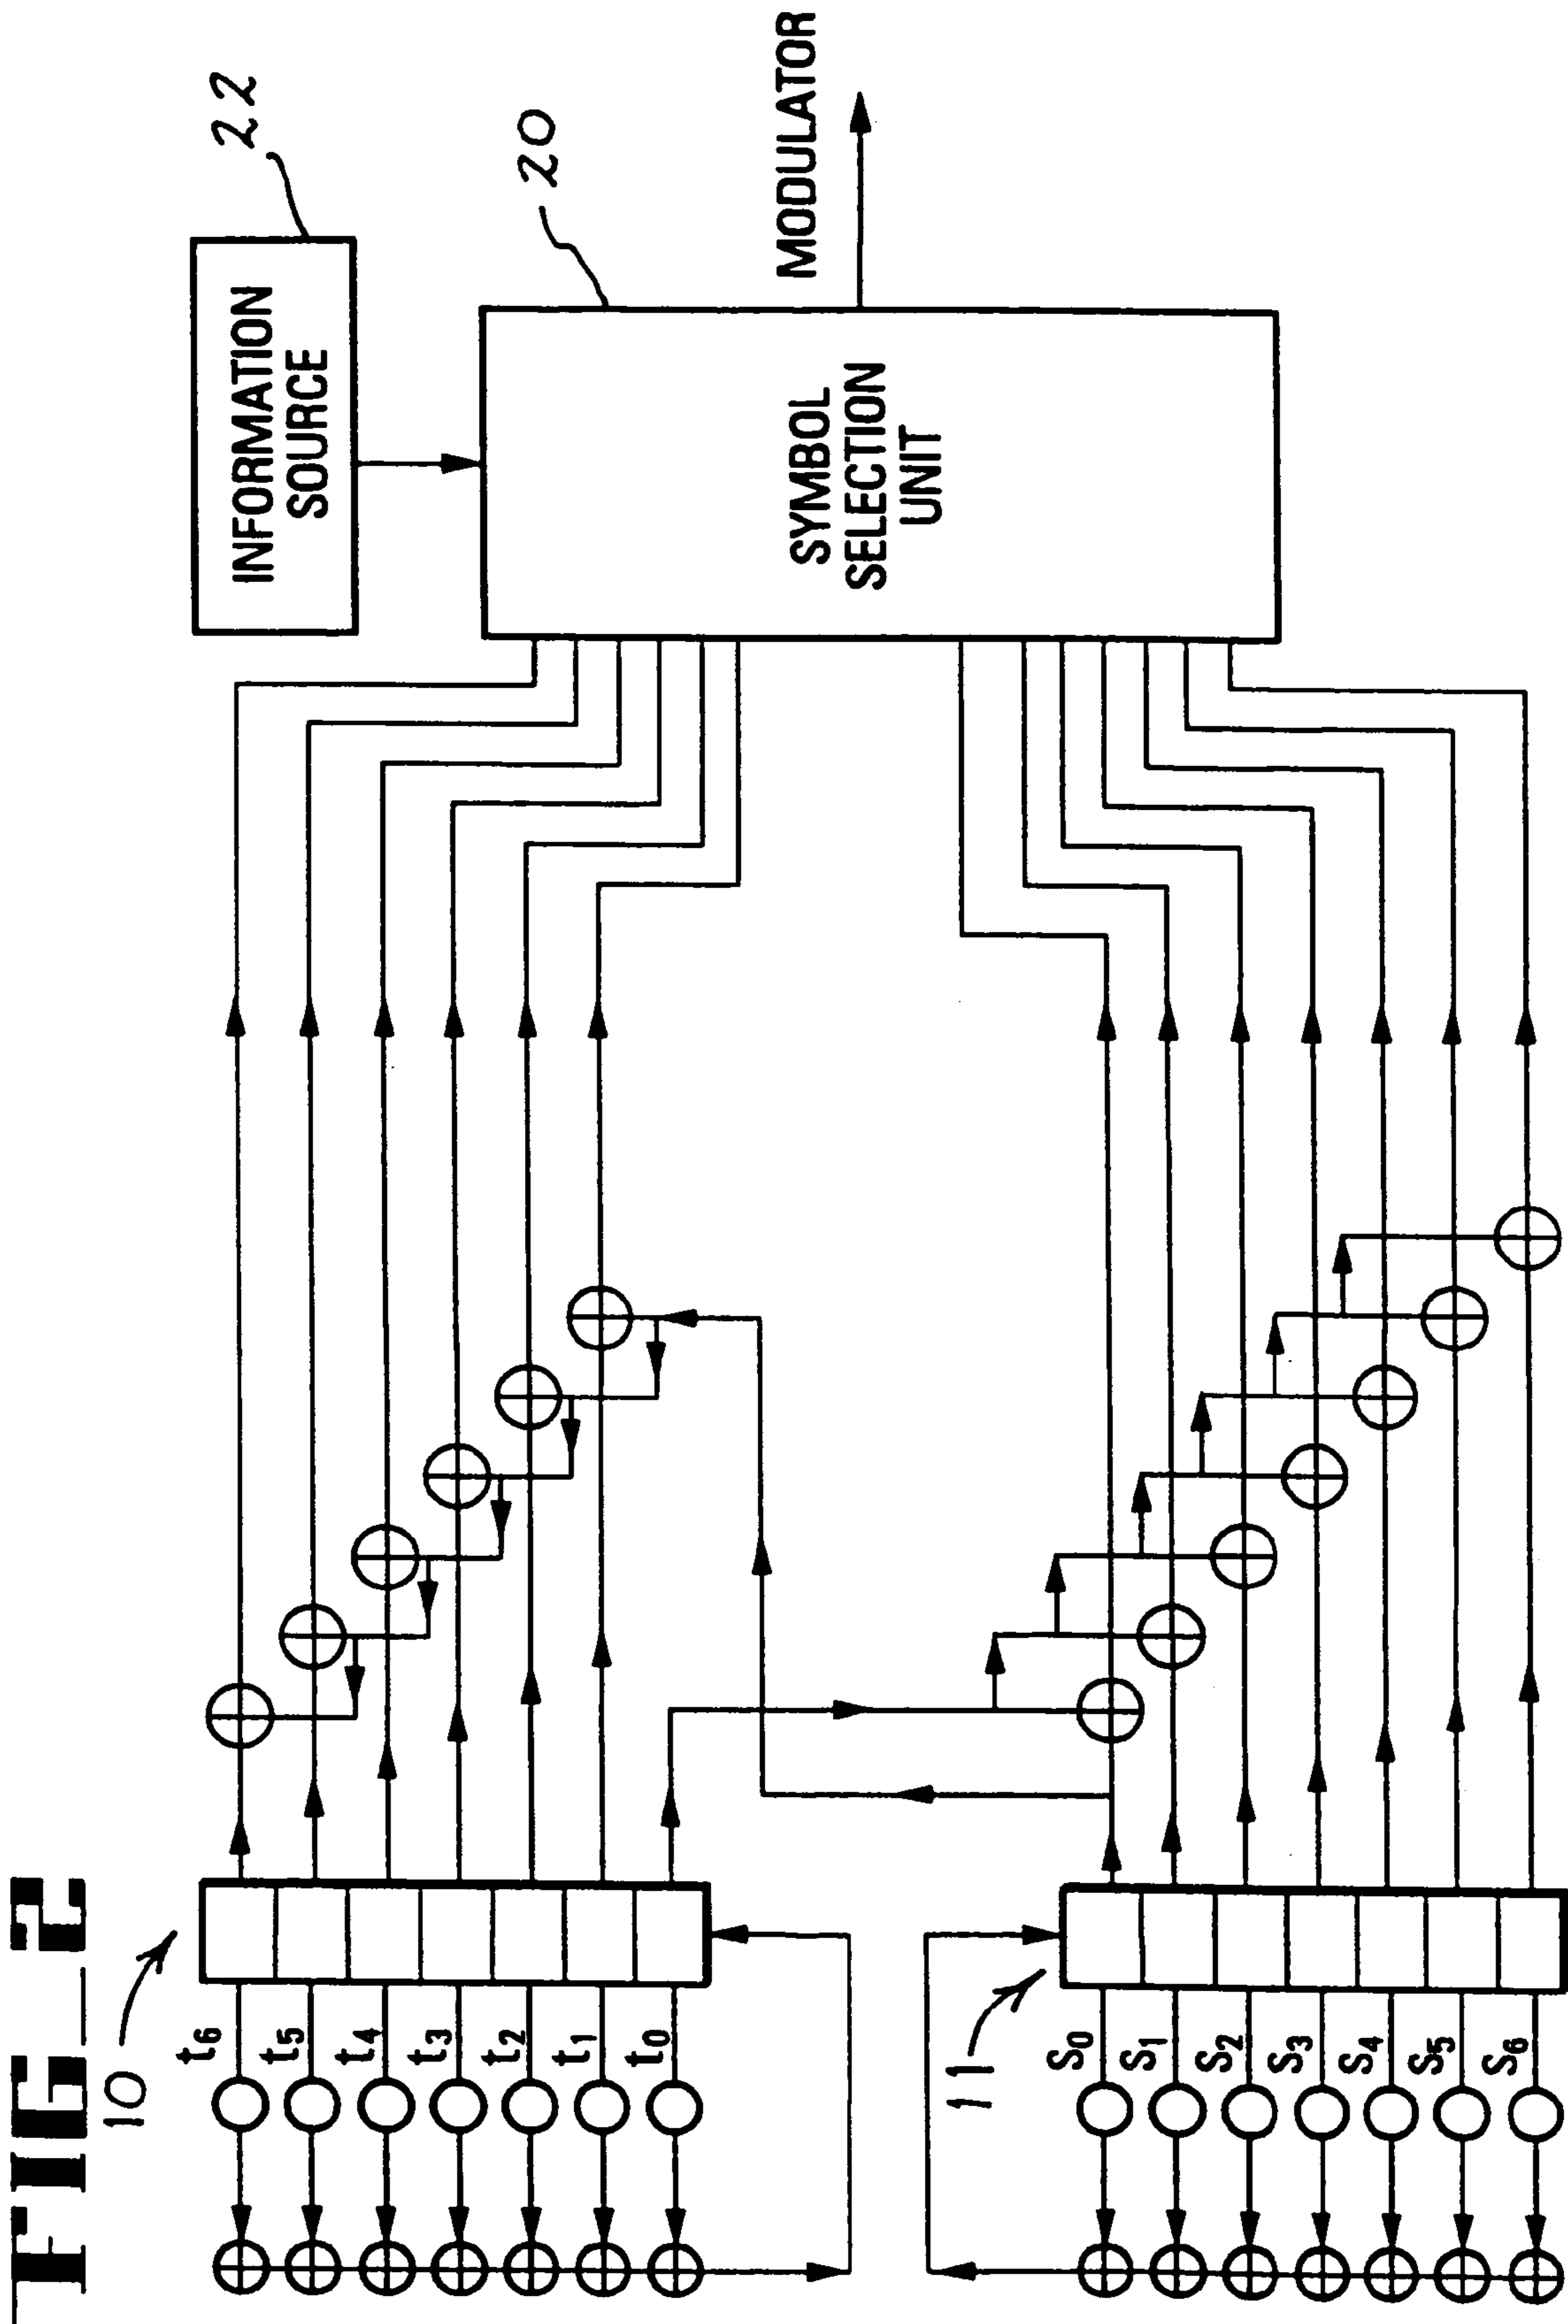 FIG_2
10
t6
t5
t4
t3
t2
t1
t0
11
S0
S1
S2
S3
S4
S5
S6
INFORMATION
SOURCE
22
SYMBOL
SELECTION
UNIT
20
MODULATOR